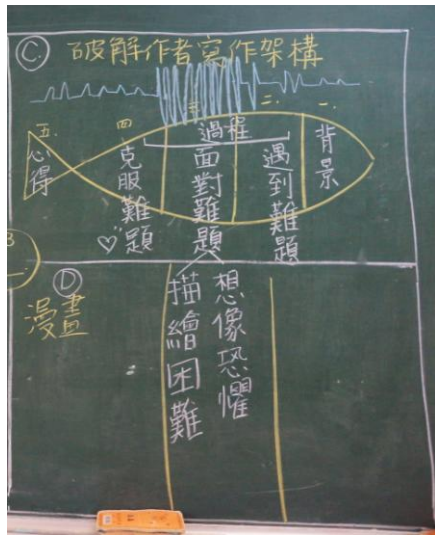 C 破解作者寫作架構
一. 背景
二. 遇到難題
過程
三 面對難題
四. 克服難題
五. 心得
D
漫畫
想像恐懼
描繪困難